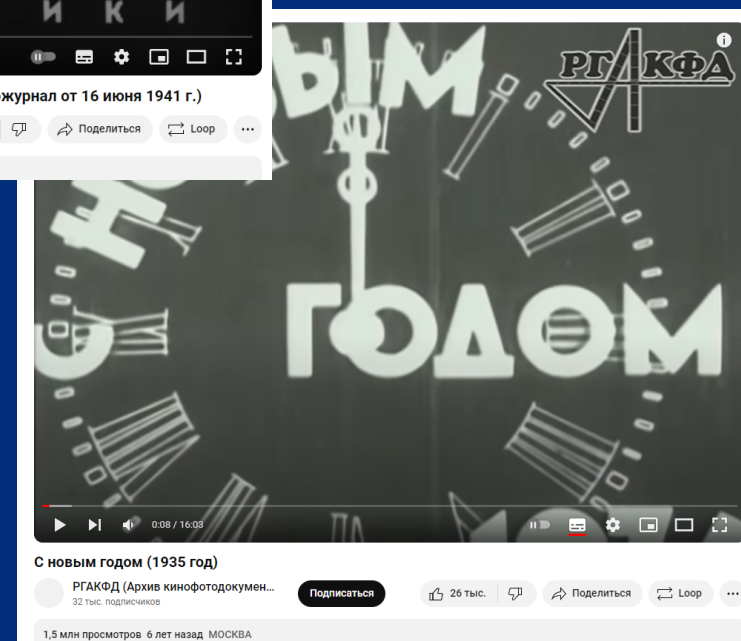 И К И
журнал от 16 июня 1941 г.)
Поделиться
Loop
РГАКФД
НОВЫМ
С
ГОДОМ
0:08 / 16:03
С новым годом (1935 год)
РГАКФД (Архив кинофотодокумен...
32 тыс. подписчиков
Подписаться
26 тыс.
Поделиться
Loop
1,5 млн просмотров 6 лет назад МОСКВА